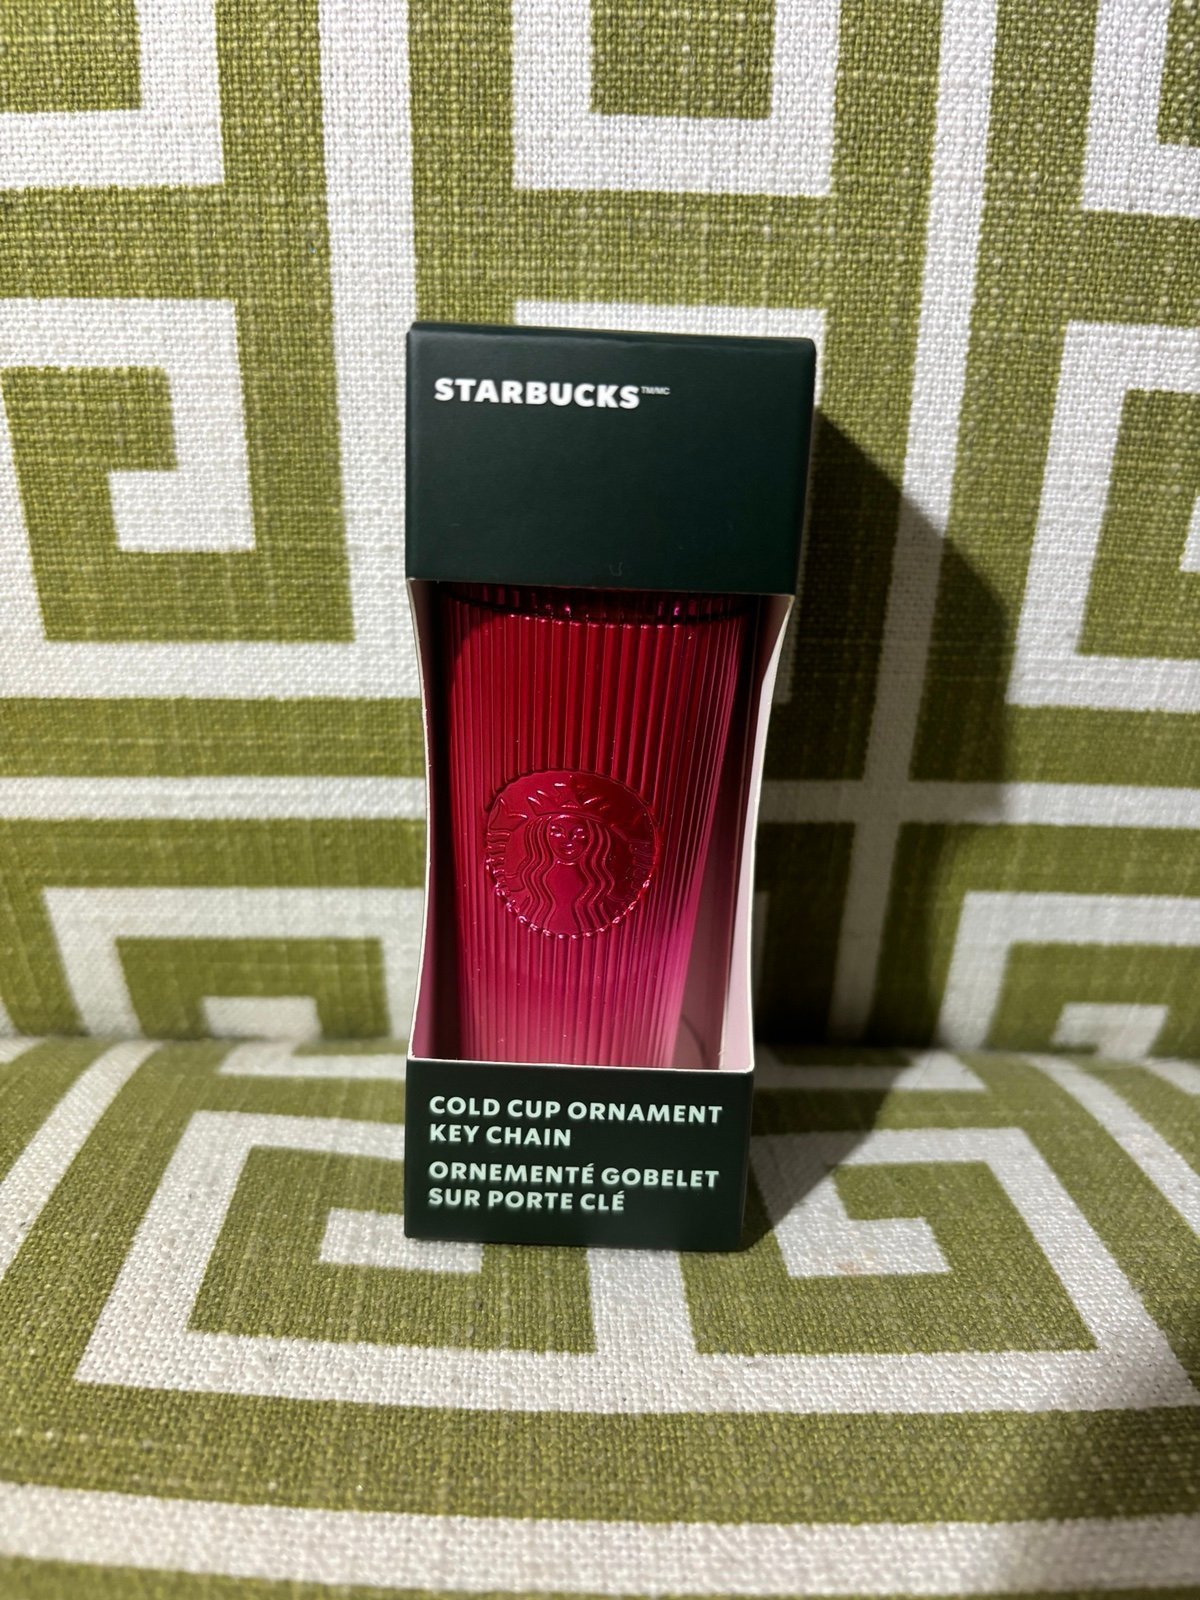 STARBUCKS™/MC
COLD CUP ORNAMENT
KEY CHAIN
ORNEMENTÉ GOBELET
SUR PORTE CLÉ